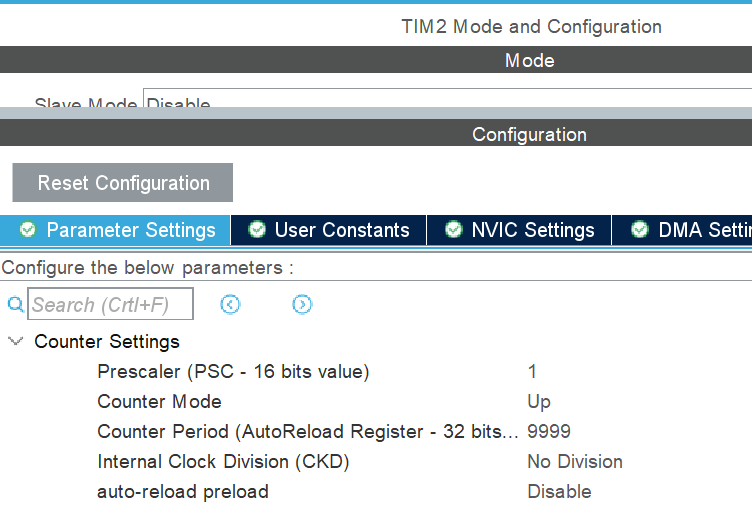 TIM2 Mode and Configuration
Mode
Slave Mode Disable
Configuration
Reset Configuration
Parameter Settings User Constants NVIC Settings DMA Settin
Configure the below parameters :
Search (Crtl+F)
Counter Settings
Prescaler (PSC - 16 bits value) 1
Counter Mode Up
Counter Period (AutoReload Register - 32 bits... 9999
Internal Clock Division (CKD) No Division
auto-reload preload Disable